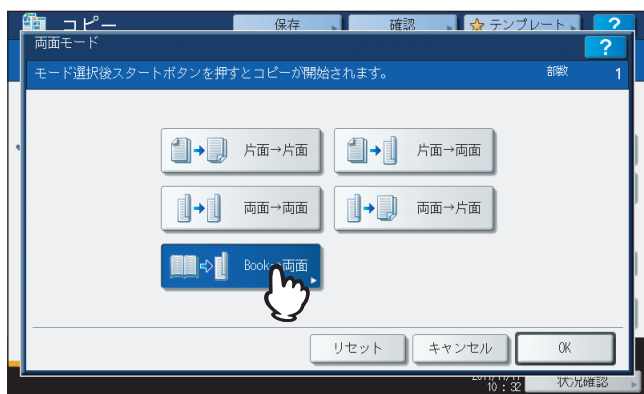 コピー 保存 確認 テンプレート ?
両面モード ?
モード選択後スタートボタンを押すとコピーが開始されます。 部数 1
片面→片面 片面→両面
両面→両面 両面→片面
Book→両面
リセット キャンセル OK
10:32 状況確認